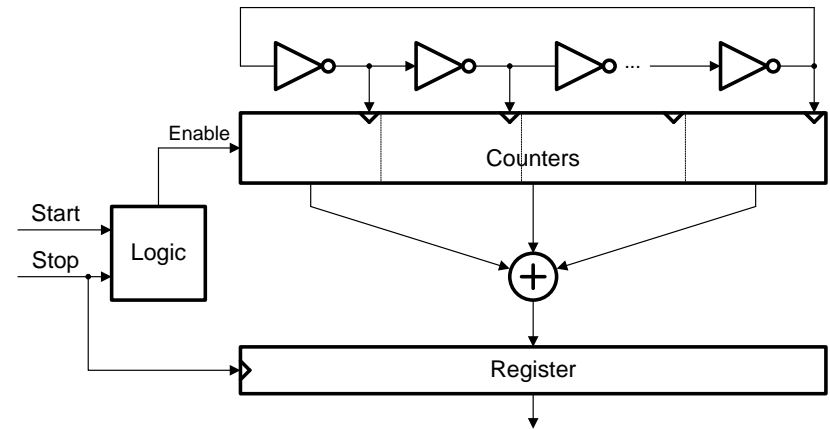 ...
Enable
Counters
Start
Logic
Stop
+
Register